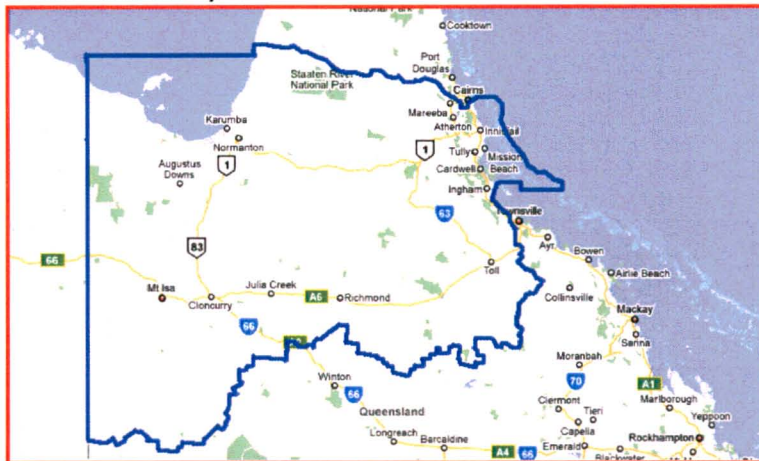 National Park
Cooktown
Port
Douglas
Staaten River
National Park
Cairns
Mareeba
Atherton
Karumba
Innisfail
Normanton
1
1
Tully
Mission
Beach
Augustus
Downs
Cardwell
Ingham
63
Townsville
83
Ayr
66
Bowen
Toll
Airlie Beach
Mt Isa
Julia Creek
Collinsville
Cloncurry
A6
Richmond
Mackay
66
Sarina
Moranbah
Winton
70
A1
66
Clermont
Marlborough
Queensland
Tieri
Yeppoon
Capella
Longreach
Barcaldine
Rockhampton
A4
66
Emerald
Blackwater